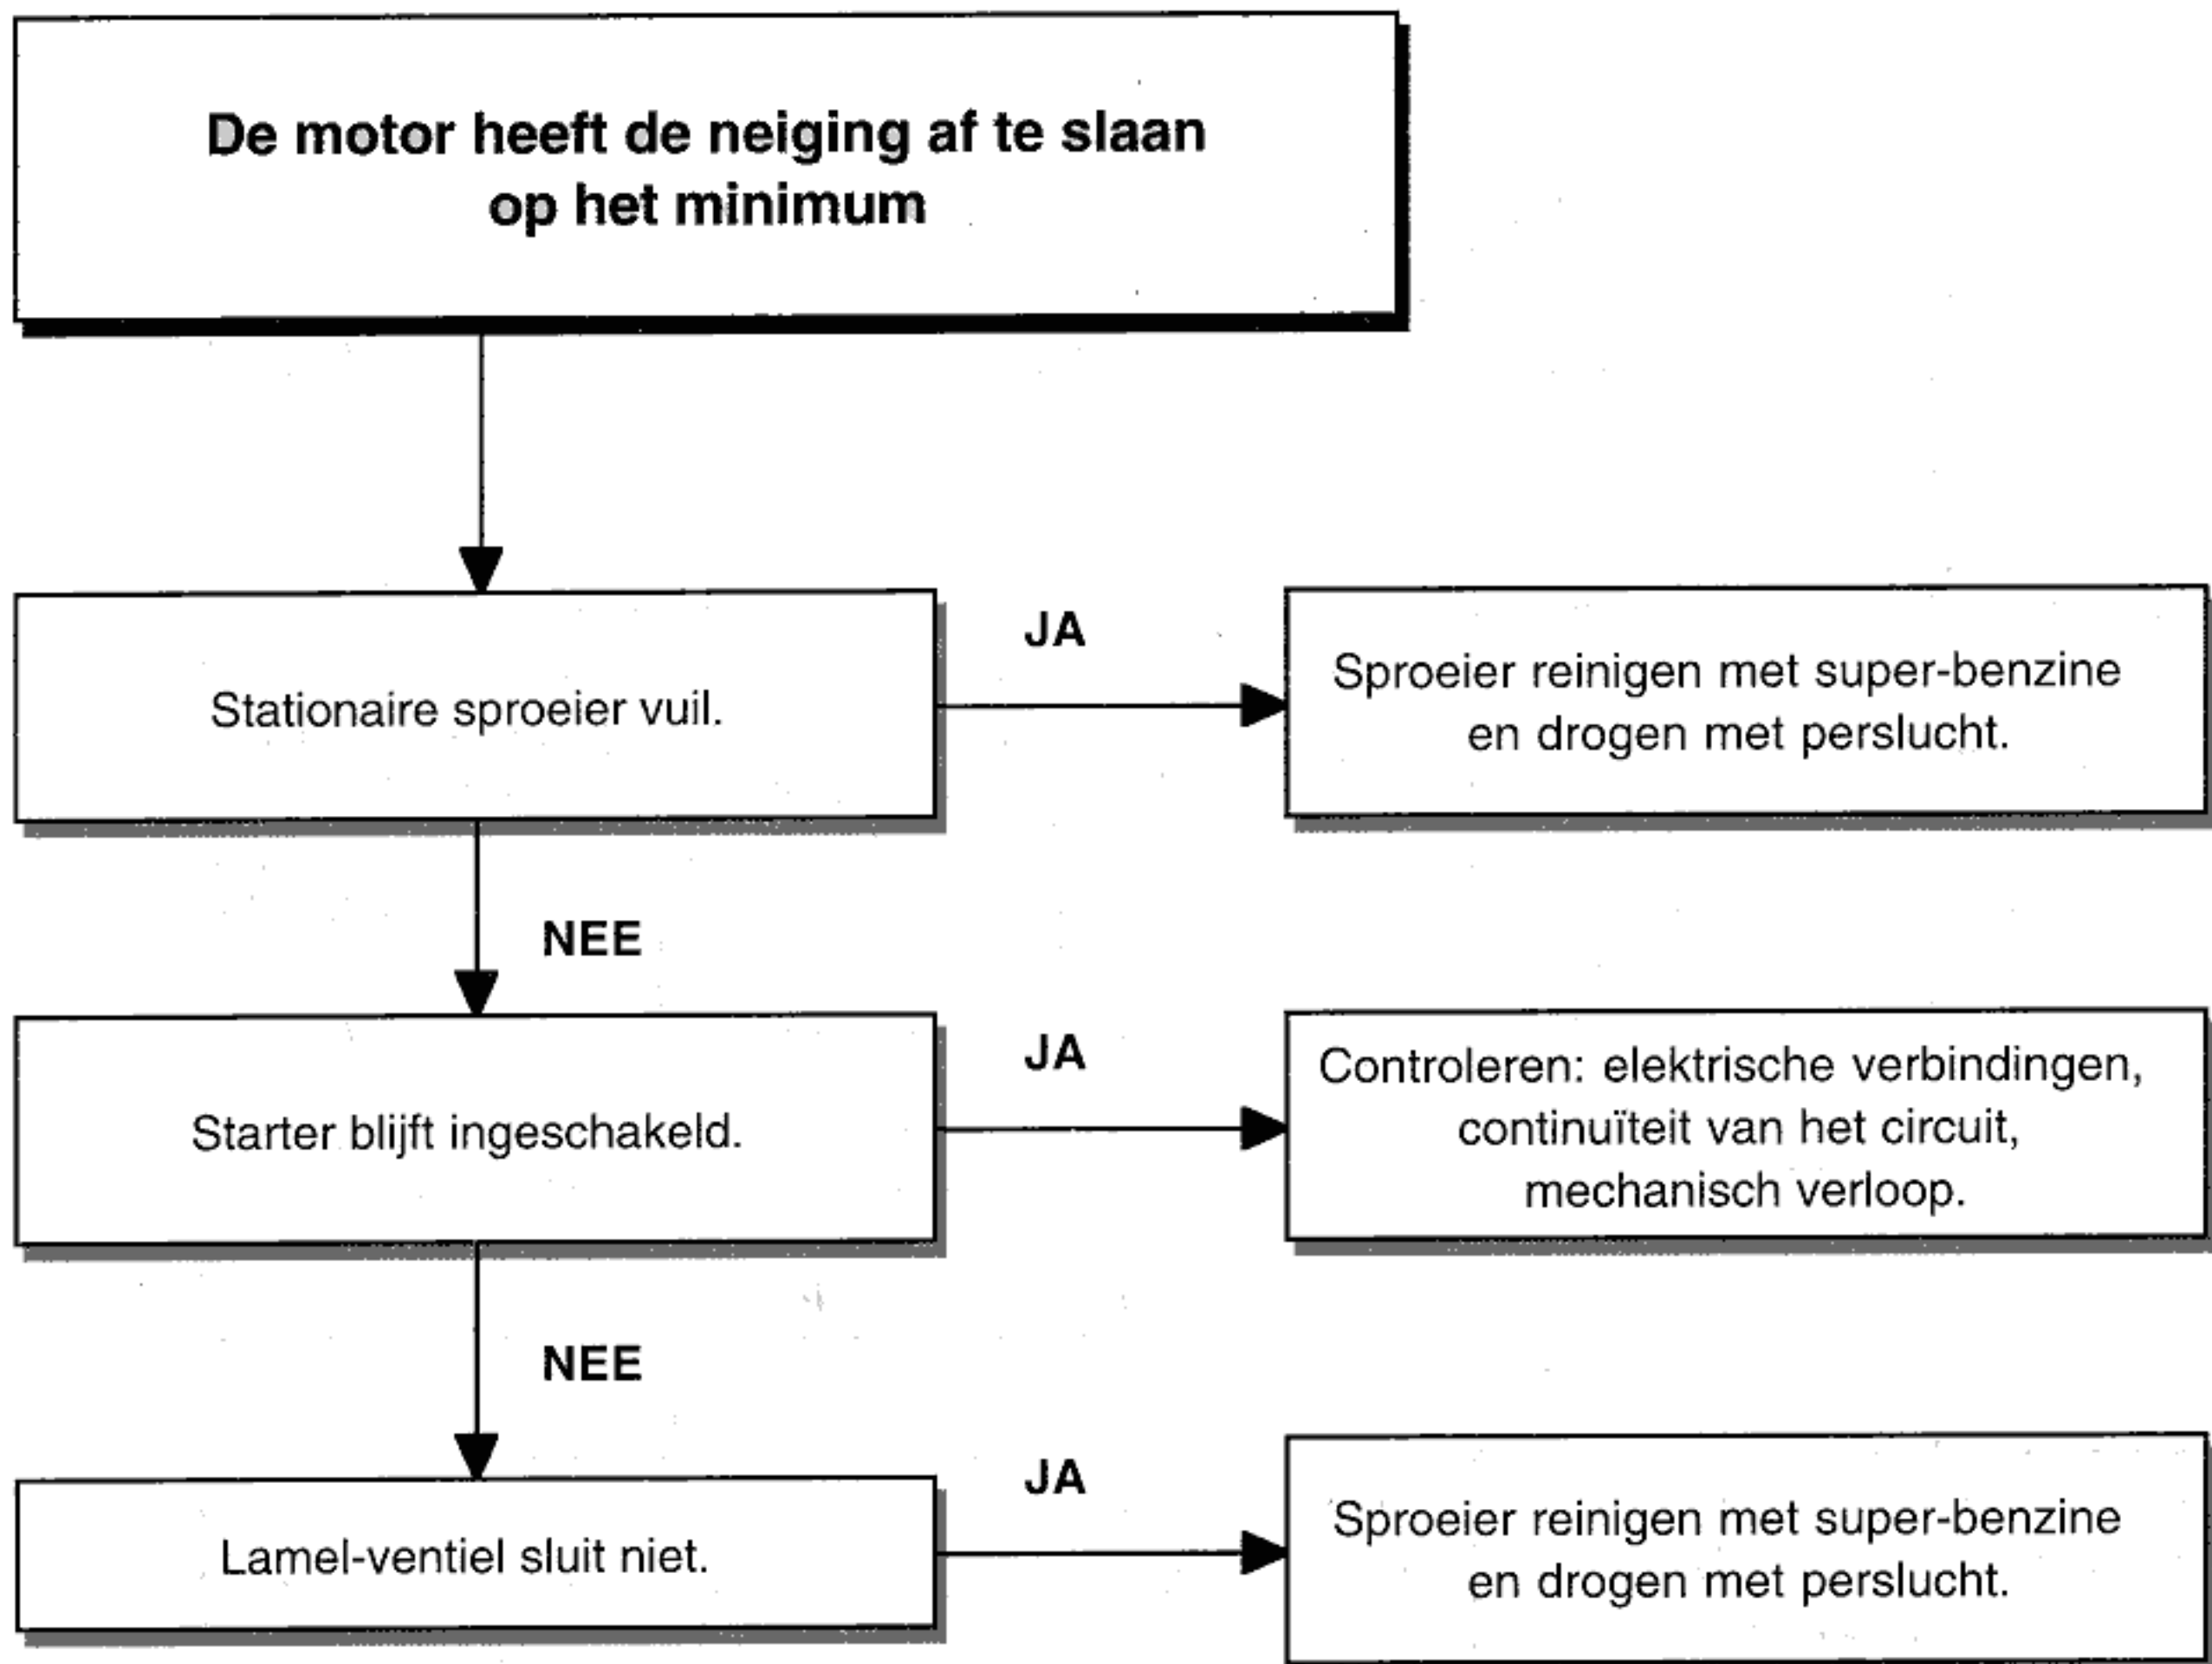 De motor heeft de neiging af te slaan
op het minimum
JA
Stationaire sproeier vuil.
Sproeier reinigen met super-benzine
en drogen met perslucht.
NEE
JA
Starter blijft ingeschakeld.
Controleren: elektrische verbindingen,
continuïteit van het circuit,
mechanisch verloop.
NEE
JA
Lamel-ventiel sluit niet.
Sproeier reinigen met super-benzine
en drogen met perslucht.